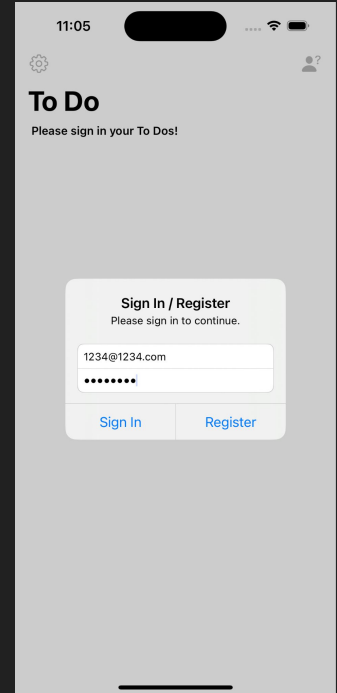 11:05
?
To Do
Please sign in your To Dos!
Sign In / Register
Please sign in to continue.
1234@1234.com
••••••••
Sign In
Register